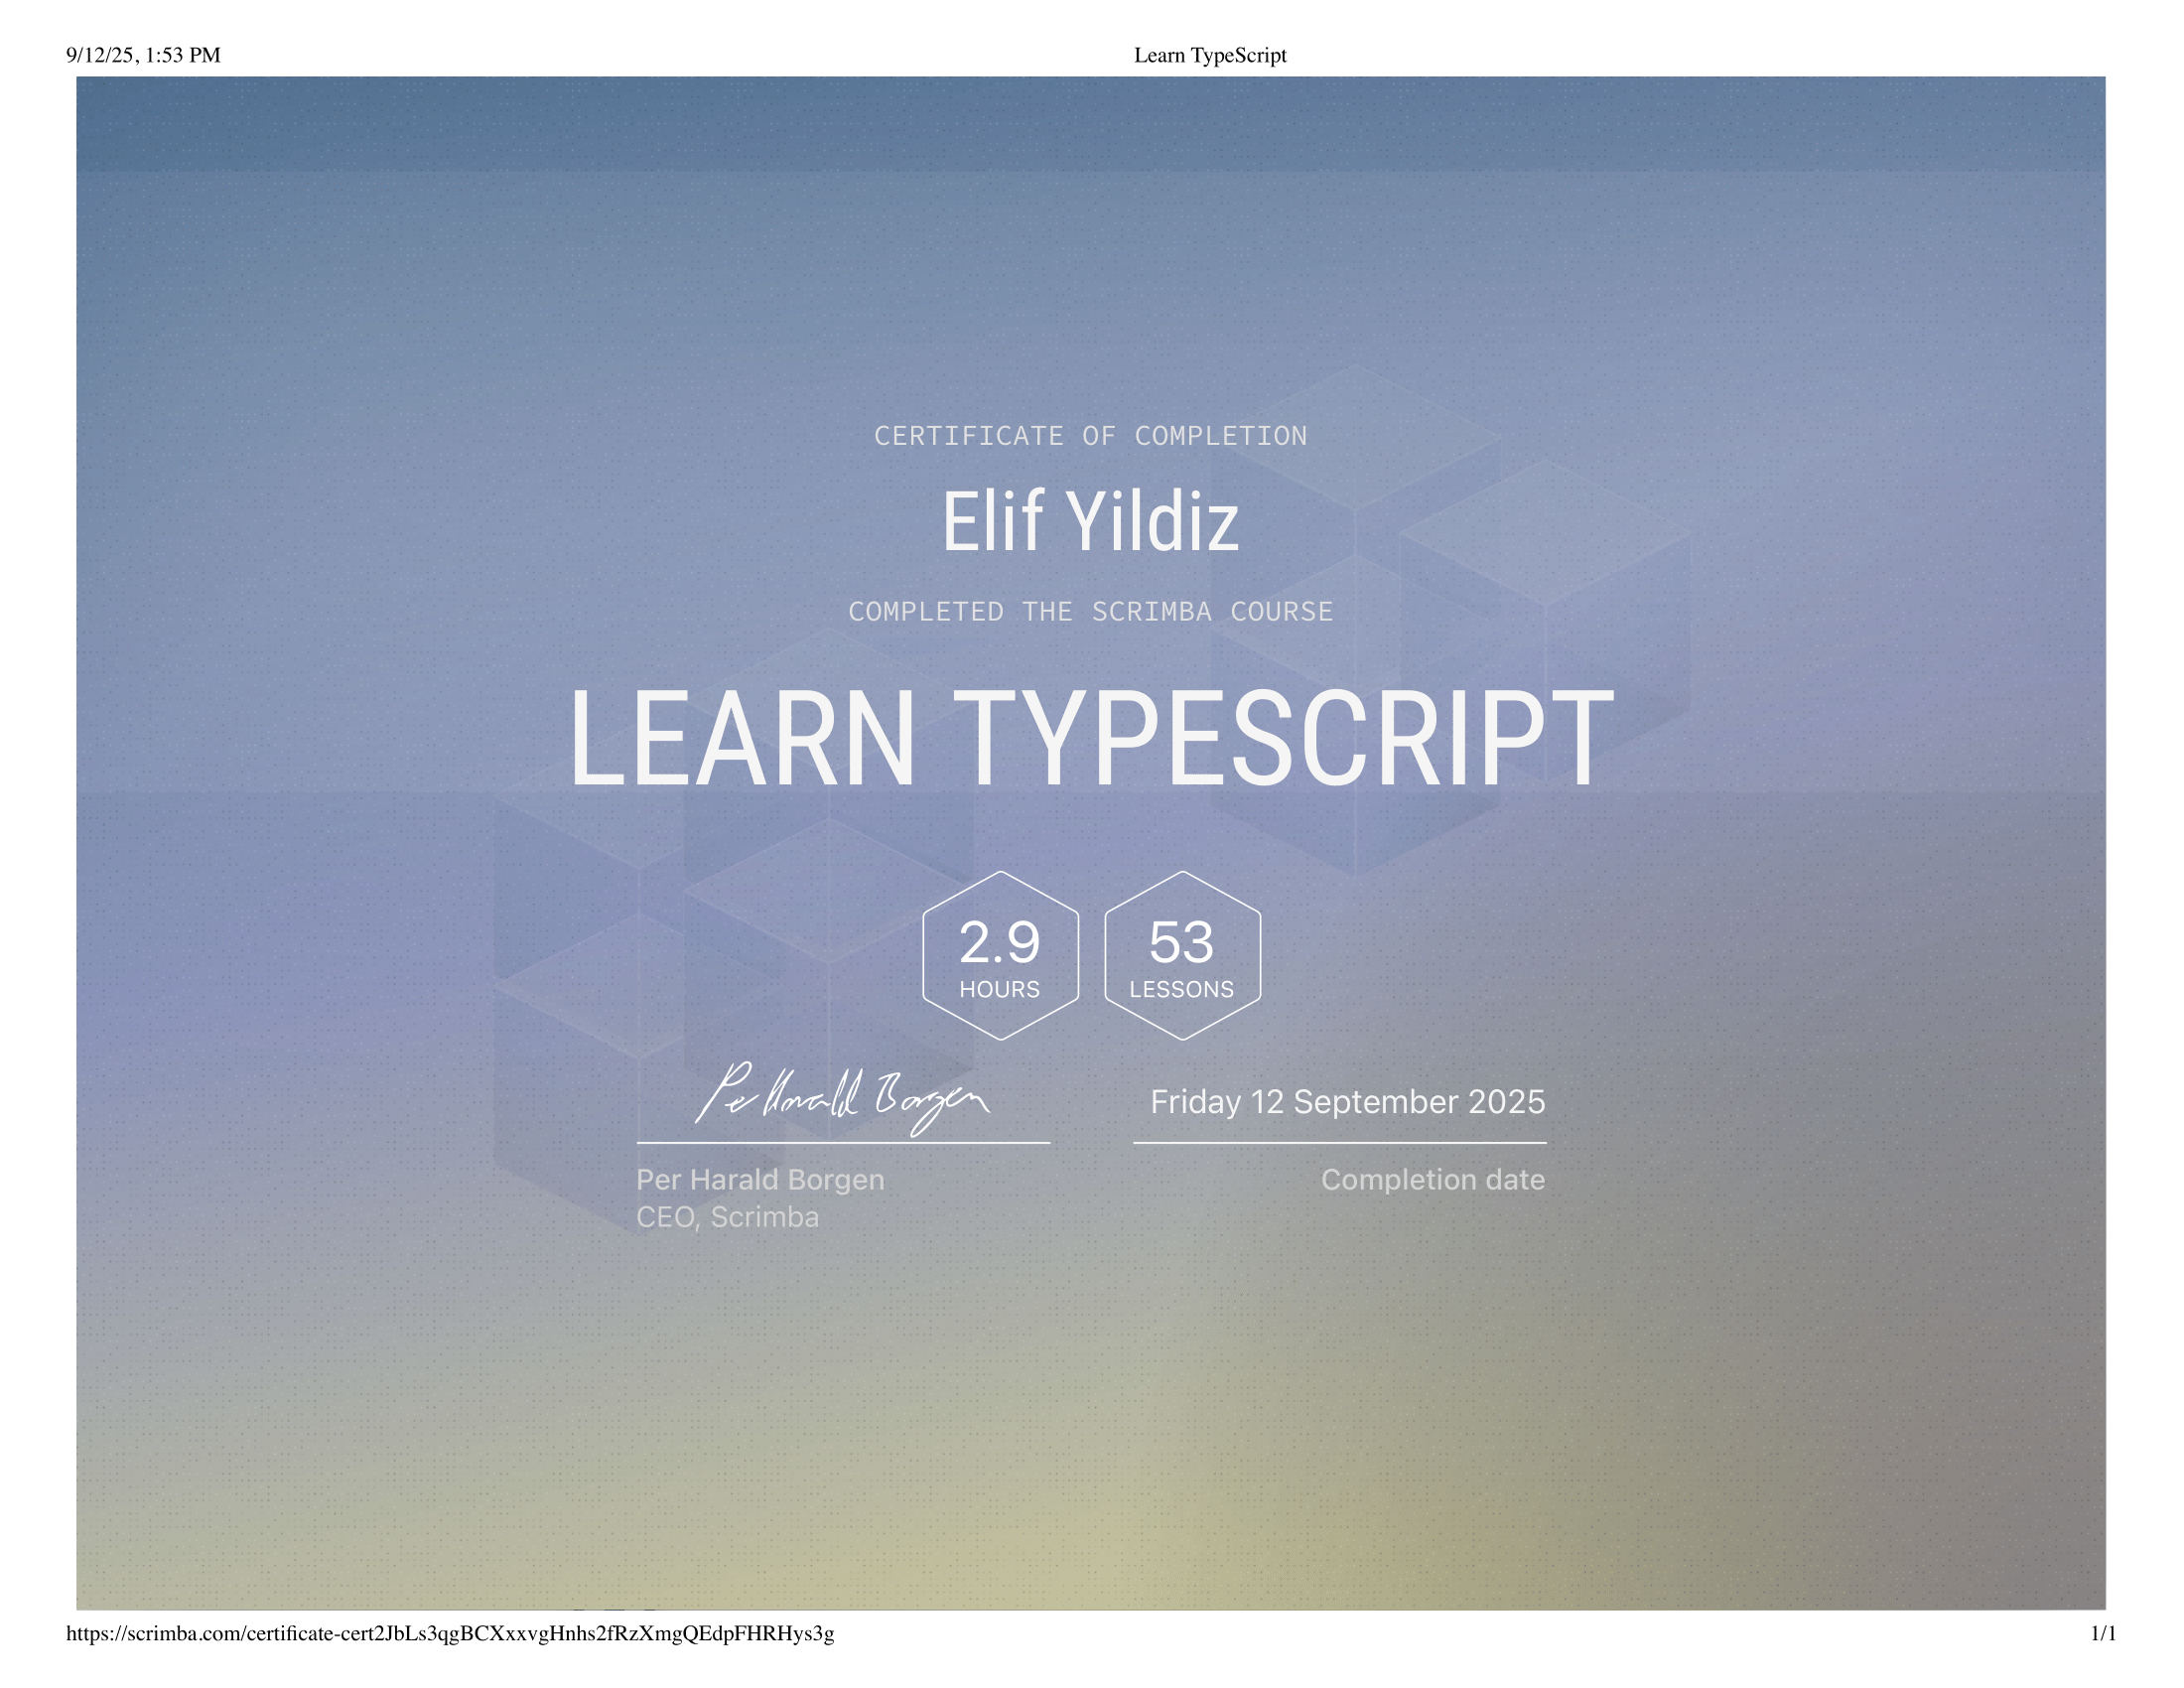 9/12/25, 1:53 PM
Learn TypeScript
CERTIFICATE OF COMPLETION
Elif Yildiz
COMPLETED THE SCRIMBA COURSE
LEARN TYPESCRIPT
2.9
HOURS
53
LESSONS
Per Harald Borgen
Friday 12 September 2025
Per Harald Borgen
Completion date
CEO, Scrimba
https://scrimba.com/certificate-cert2JbLs3qgBCXxxvgHnhs2fRzXmgQEdpFHRHys3g
1/1